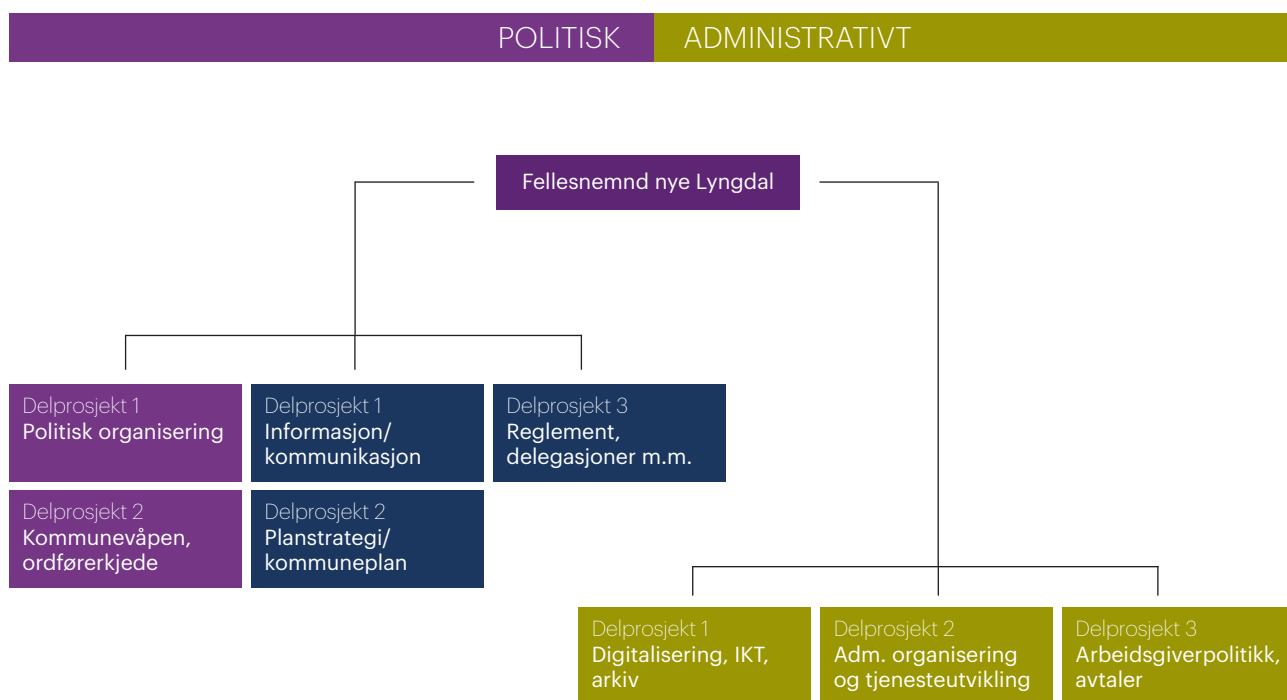 POLITISK
ADMINISTRATIVT
Fellesnemnd nye Lyngdal
Delprosjekt 1
Politisk organisering
Delprosjekt 1
Informasjon/
kommunikasjon
Delprosjekt 3
Reglement,
delegasjoner m.m.
Delprosjekt 2
Kommunevåpen,
ordførerkjede
Delprosjekt 2
Planstrategi/
kommuneplan
Delprosjekt 1
Digitalisering, IKT,
arkiv
Delprosjekt 2
Adm. organisering
og tjenesteutvikling
Delprosjekt 3
Arbeidsgiverpolitikk,
avtaler